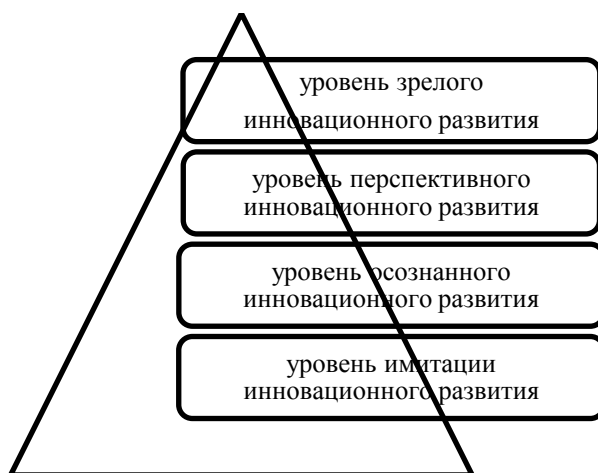 уровень зрелого
инновационного развития
уровень перспективного
инновационного развития
уровень осознанного
инновационного развития
уровень имитации
инновационного развития